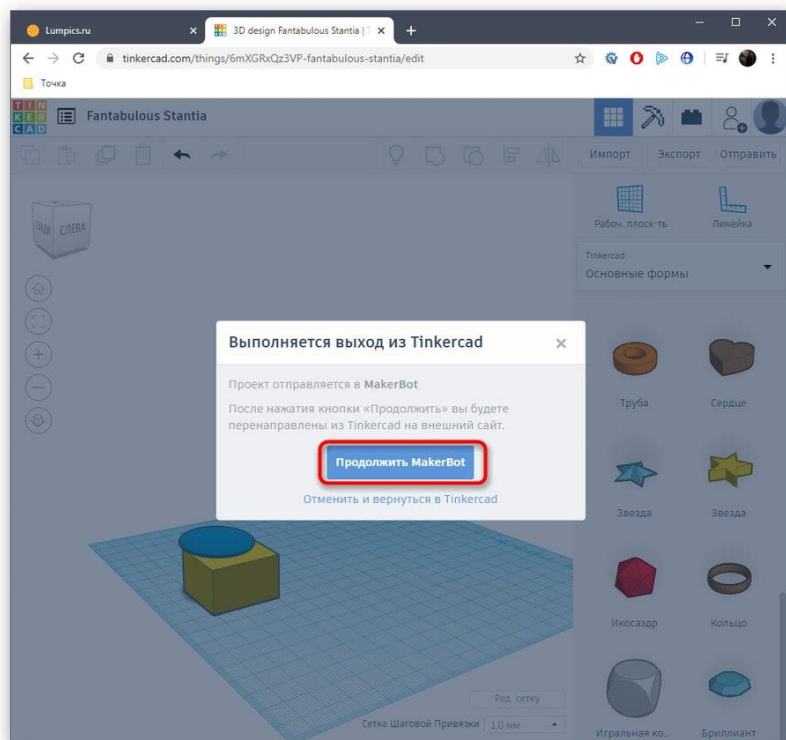 Lumpics.ru
3D design Fantabulous Stantia | T
tinkercad.com/things/6mXGRxQz3VP-fantabulous-stantia/edit
Точка
TIN
KER
CAD
Fantabulous Stantia
Импорт
Экспорт
Отправить
СЛЕВА
Рабоч. плоск-ть
Линейка
Tinkercad
Основные формы
Выполняется выход из Tinkercad
Проект отправляется в MakerBot
После нажатия кнопки «Продолжить» вы будете
перенаправлены из Tinkercad на внешний сайт.
Продолжить MakerBot
Отменить и вернуться в Tinkercad
Труба
Сердце
Звезда
Звезда
Икосаэдр
Кольцо
Игральная ко...
Бриллиант
Ред. сетку
Сетка Шаговой Привязки
1,0 мм